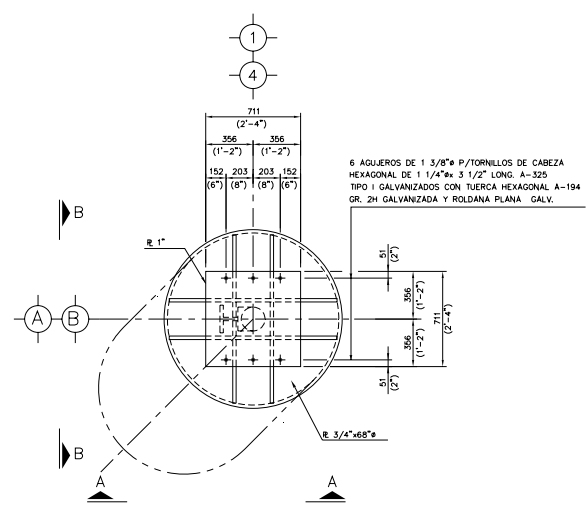 1
4
711
(2'-4")
356 356
(1'-2") (1'-2")
152 203 203 152
(6") (8") (8") (6")
6 AGUJEROS DE 1 3/8"ø P/TORNILLOS DE CABEZA
HEXAGONAL DE 1 1/4"øx 3 1/2" LONG. A-325
TIPO I GALVANIZADOS CON TUERCA HEXAGONAL A-194
GR. 2H GALVANIZADA Y ROLDANA PLANA GALV.
B
PL 1"
51
(2")
356
(1'-2")
711
(2'-4")
356
(1'-2")
51
(2")
A B
PL 3/4"x68"ø
B
A A